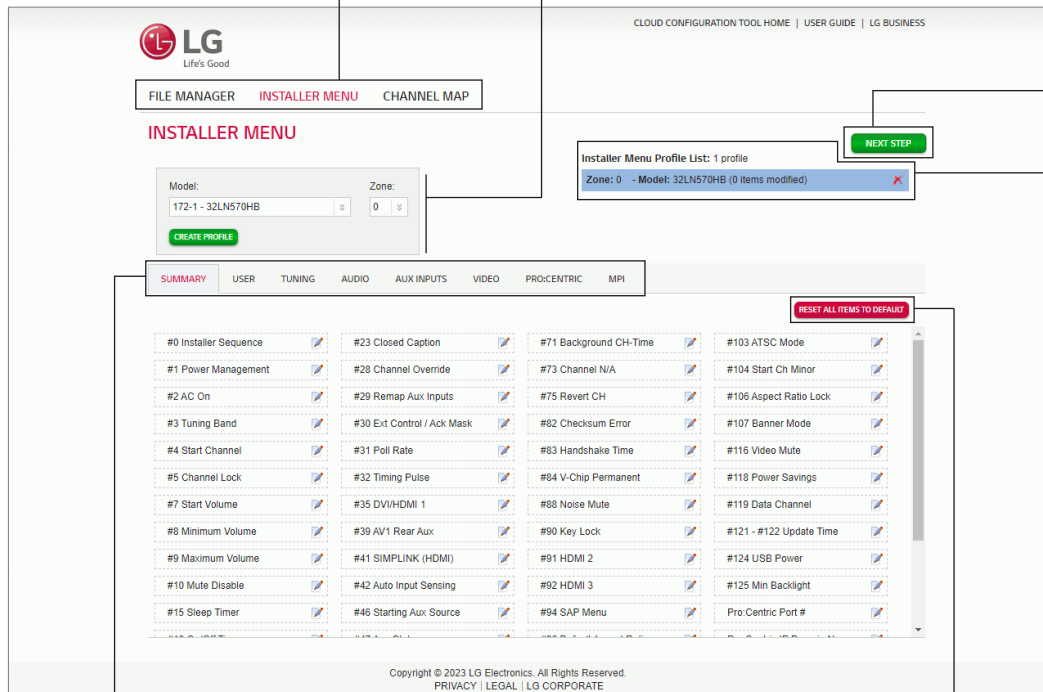 CLOUD CONFIGURATION TOOL HOME | USER GUIDE | LG BUSINESS
LG
Life's Good
FILE MANAGER INSTALLER MENU CHANNEL MAP
INSTALLER MENU
NEXT STEP
Installer Menu Profile List: 1 profile
Zone: 0 - Model: 32LN570HB (0 items modified)
Model: Zone:
172-1 - 32LN570HB 0
CREATE PROFILE
SUMMARY USER TUNING AUDIO AUX INPUTS VIDEO PRO:CENTRIC MPI
RESET ALL ITEMS TO DEFAULT
#0 Installer Sequence #23 Closed Caption #71 Background CH-Time #103 ATSC Mode
#1 Power Management #28 Channel Override #73 Channel N/A #104 Start Ch Minor
#2 AC On #29 Remap Aux Inputs #75 Revert CH #106 Aspect Ratio Lock
#3 Tuning Band #30 Ext Control / Ack Mask #82 Checksum Error #107 Banner Mode
#4 Start Channel #31 Poll Rate #83 Handshake Time #116 Video Mute
#5 Channel Lock #32 Timing Pulse #84 V-Chip Permanent #118 Power Savings
#7 Start Volume #35 DVI/HDMI 1 #88 Noise Mute #119 Data Channel
#8 Minimum Volume #39 AV1 Rear Aux #90 Key Lock #121 - #122 Update Time
#9 Maximum Volume #41 SIMPLINK (HDMI) #91 HDMI 2 #124 USB Power
#10 Mute Disable #42 Auto Input Sensing #92 HDMI 3 #125 Min Backlight
#15 Sleep Timer #46 Starting Aux Source #94 SAP Menu Pro:Centric Port #
Copyright © 2023 LG Electronics. All Rights Reserved.
PRIVACY | LEGAL | LG CORPORATE